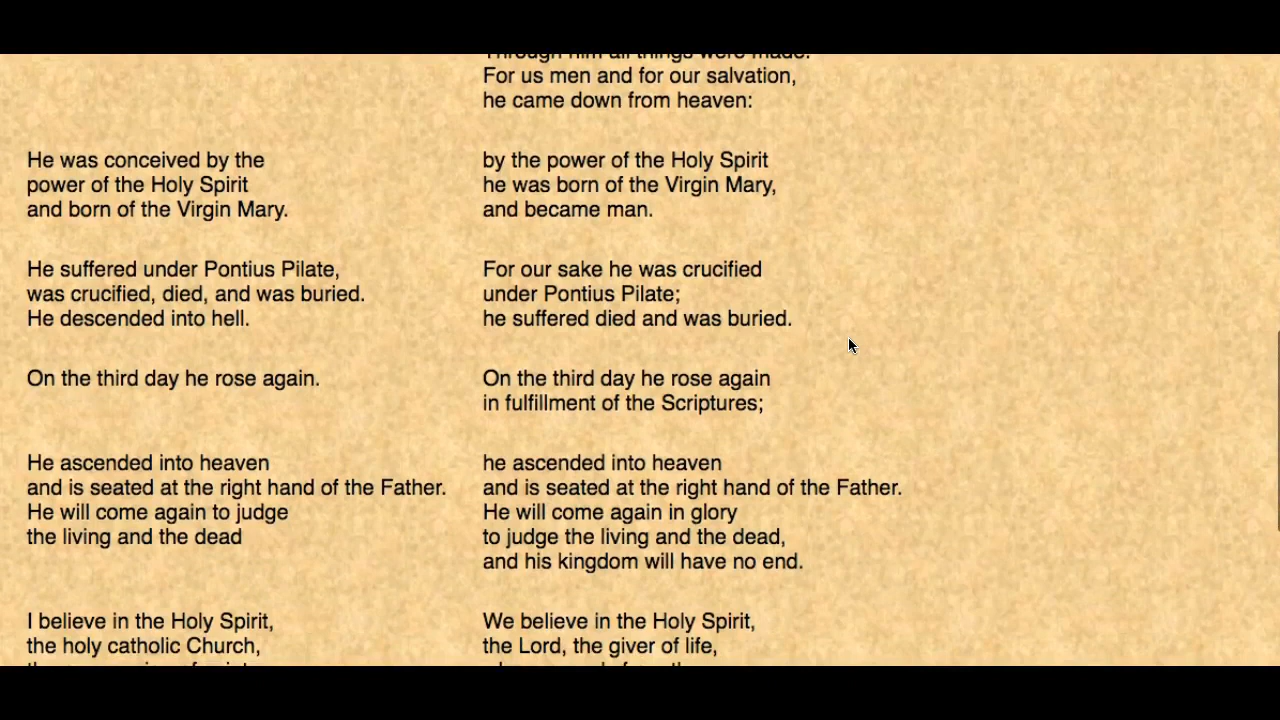 Through him all things were made.
For us men and for our salvation,
he came down from heaven:
He was conceived by the
power of the Holy Spirit
and born of the Virgin Mary.
by the power of the Holy Spirit
he was born of the Virgin Mary,
and became man.
He suffered under Pontius Pilate,
was crucified, died, and was buried.
He descended into hell.
For our sake he was crucified
under Pontius Pilate;
he suffered died and was buried.
On the third day he rose again.
On the third day he rose again
in fulfillment of the Scriptures;
He ascended into heaven
and is seated at the right hand of the Father.
He will come again to judge
the living and the dead
he ascended into heaven
and is seated at the right hand of the Father.
He will come again in glory
to judge the living and the dead,
and his kingdom will have no end.
I believe in the Holy Spirit,
the holy catholic Church,
We believe in the Holy Spirit,
the Lord, the giver of life,